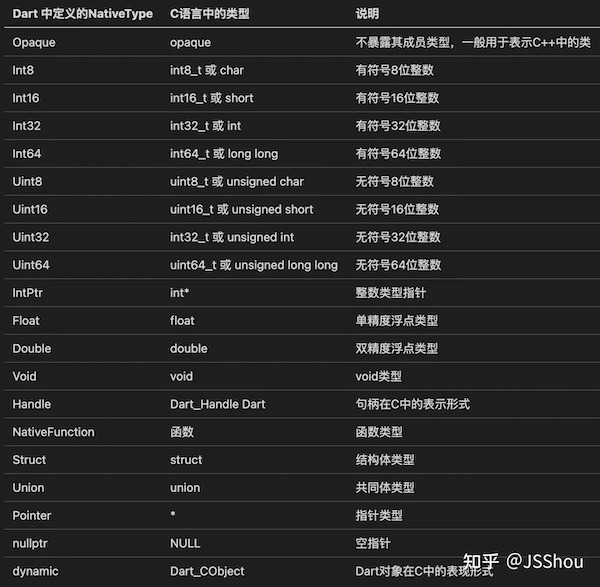 Dart 中定义的NativeType C语言中的类型 说明
Opaque opaque 不暴露其成员类型，一般用于表示C++中的类
Int8 int8_t 或 char 有符号8位整数
Int16 int16_t 或 short 有符号16位整数
Int32 int32_t 或 int 有符号32位整数
Int64 int64_t 或 long long 有符号64位整数
Uint8 uint8_t 或 unsigned char 无符号8位整数
Uint16 uint16_t 或 unsigned short 无符号16位整数
Uint32 int32_t 或 unsigned int 无符号32位整数
Uint64 uint64_t 或 unsigned long long 无符号64位整数
IntPtr int* 整数类型指针
Float float 单精度浮点类型
Double double 双精度浮点类型
Void void void类型
Handle Dart_Handle Dart 句柄在C中的表示形式
NativeFunction 函数 函数类型
Struct struct 结构体类型
Union union 共同体类型
Pointer * 指针类型
nullptr NULL 空指针
dynamic Dart_CObject Dart对象在C中的表现形式
知乎 @JSShou